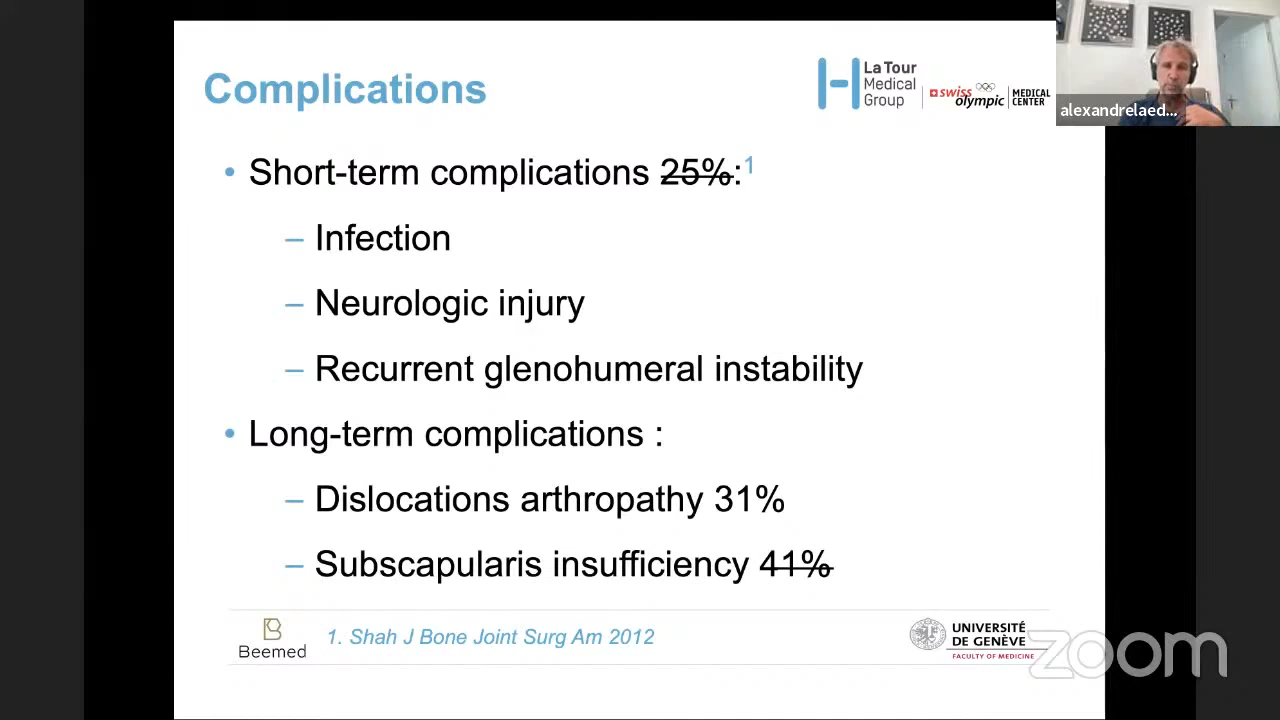 Complications
La Tour
Medical
Group
swiss
olympic
MEDICAL
CENTER
alexandrelaed...
• Short-term complications 25%:1
– Infection
– Neurologic injury
– Recurrent glenohumeral instability
• Long-term complications :
– Dislocations arthropathy 31%
– Subscapularis insufficiency 41%
Beemed
1. Shah J Bone Joint Surg Am 2012
UNIVERSITÉ
DE GENÈVE
FACULTY OF MEDICINE
zoom